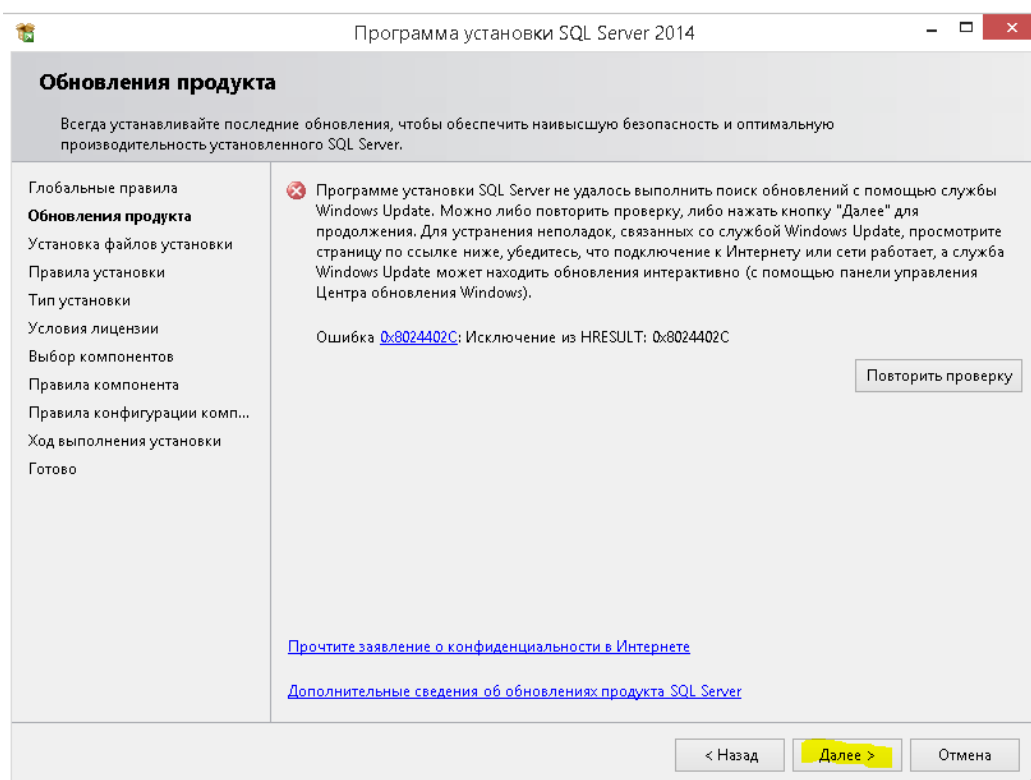 Программа установки SQL Server 2014
Обновления продукта
Всегда устанавливайте последние обновления, чтобы обеспечить наивысшую безопасность и оптимальную
производительность установленного SQL Server.
Глобальные правила
Обновления продукта
Установка файлов установки
Правила установки
Тип установки
Условия лицензии
Выбор компонентов
Правила компонента
Правила конфигурации комп...
Ход выполнения установки
Готово
Программе установки SQL Server не удалось выполнить поиск обновлений с помощью службы
Windows Update. Можно либо повторить проверку, либо нажать кнопку "Далее" для
продолжения. Для устранения неполадок, связанных со службой Windows Update, просмотрите
страницу по ссылке ниже, убедитесь, что подключение к Интернету или сети работает, а служба
Windows Update может находить обновления интерактивно (с помощью панели управления
Центра обновления Windows).
Ошибка 0x8024402C: Исключение из HRESULT: 0x8024402C
Повторить проверку
Прочтите заявление о конфиденциальности в Интернете
Дополнительные сведения об обновлениях продукта SQL Server
< Назад
Далее >
Отмена